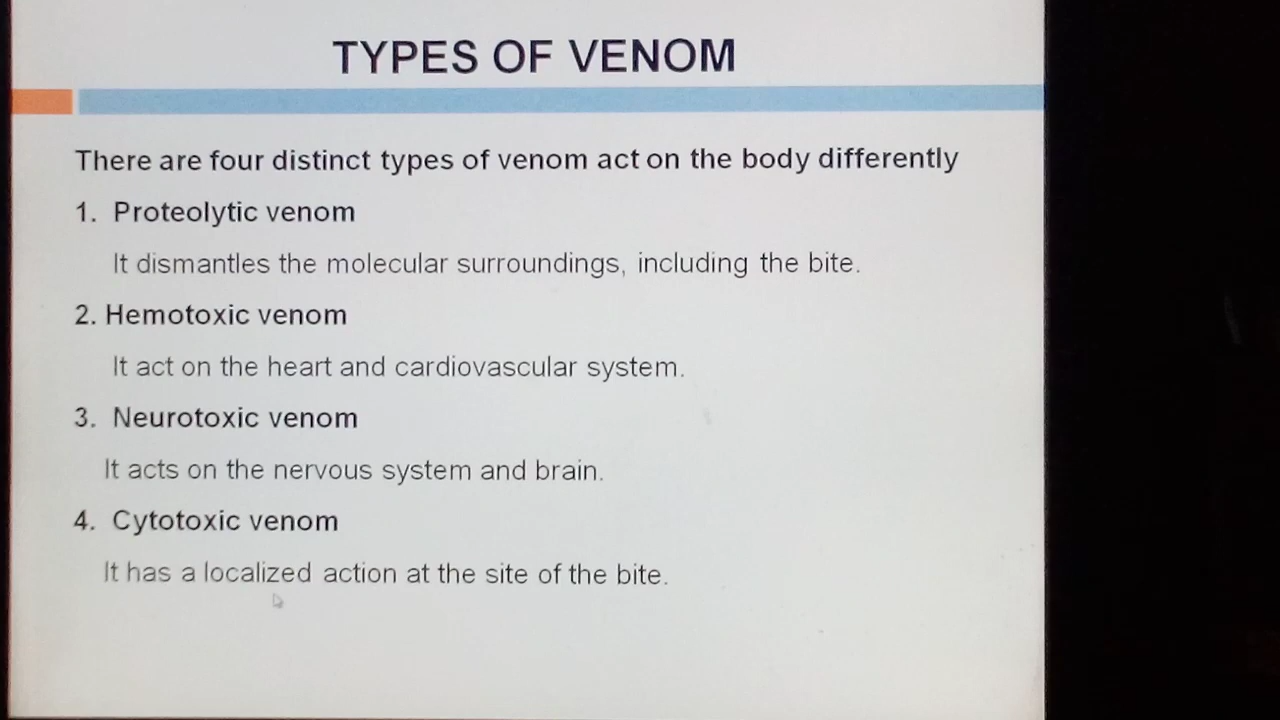 TYPES OF VENOM
There are four distinct types of venom act on the body differently
1. Proteolytic venom
It dismantles the molecular surroundings, including the bite.
2. Hemotoxic venom
It act on the heart and cardiovascular system.
3. Neurotoxic venom
It acts on the nervous system and brain.
4. Cytotoxic venom
It has a localized action at the site of the bite.